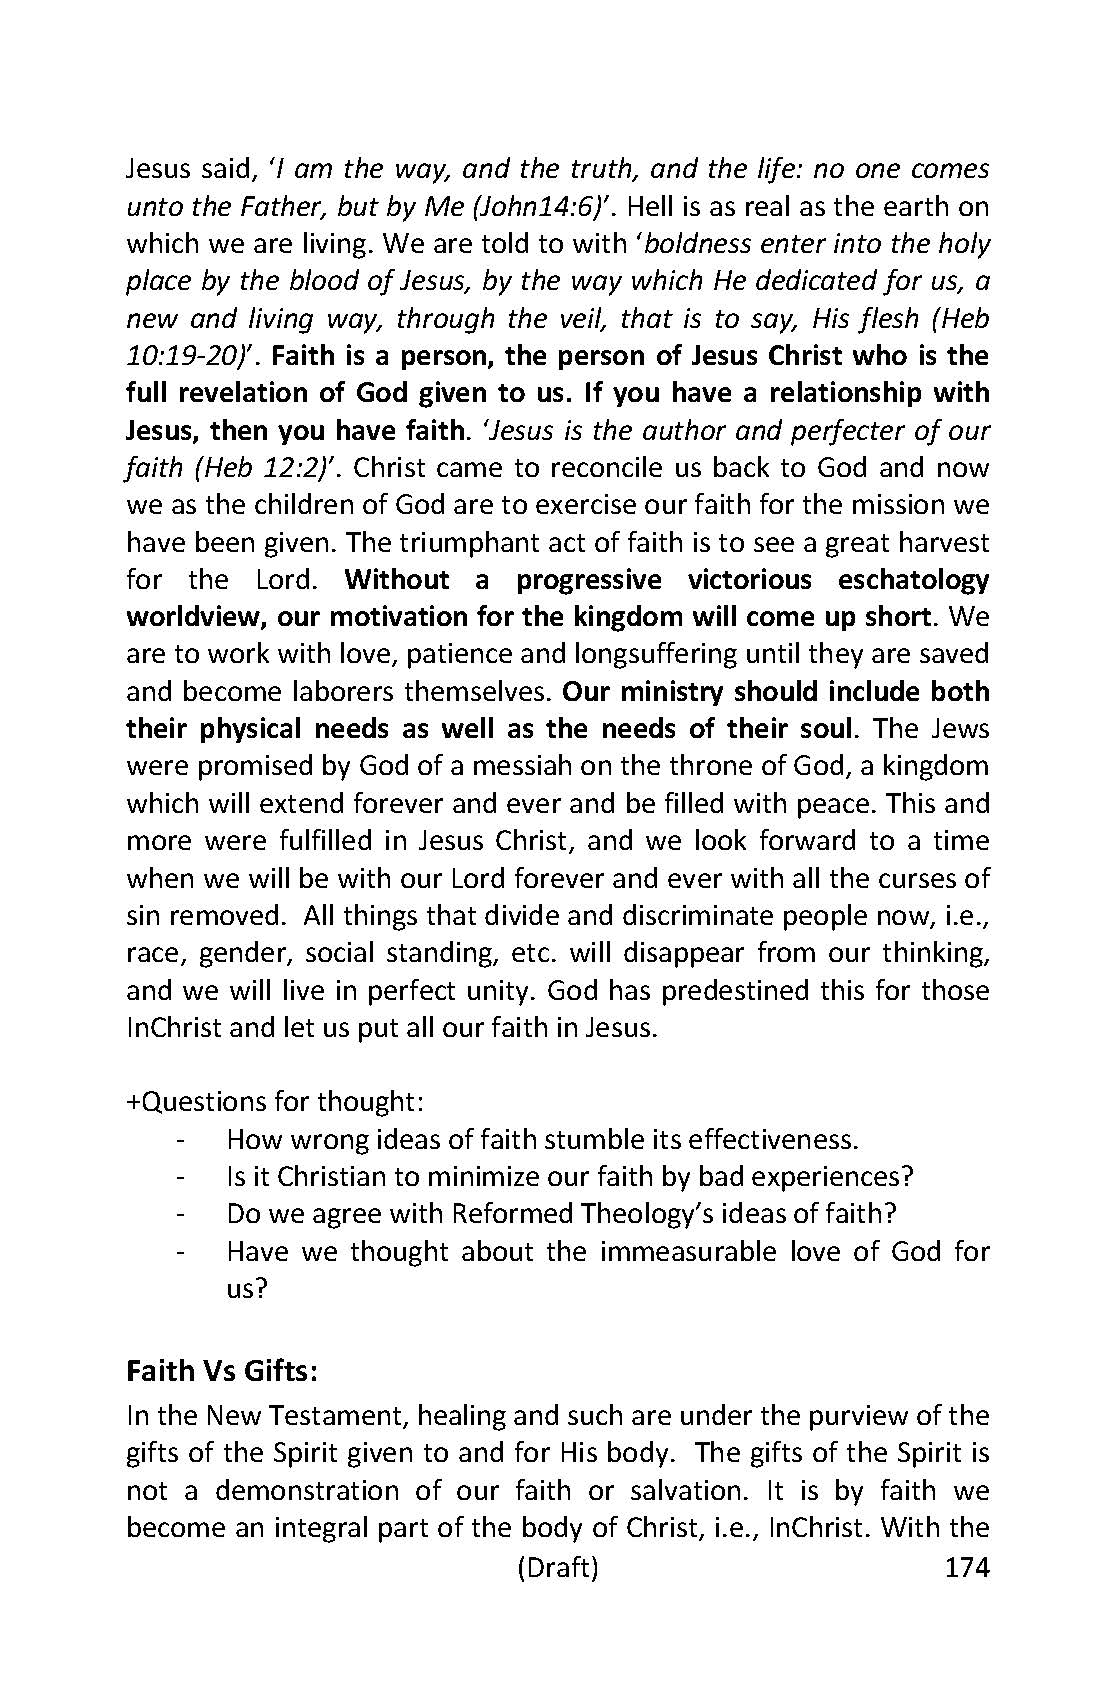 Jesus said, ‘I am the way, and the truth, and the life: no one comes
unto the Father, but by Me (John14:6)’. Hell is as real as the earth on
which we are living. We are told to with ‘boldness enter into the holy
place by the blood of Jesus, by the way which He dedicated for us, a
new and living way, through the veil, that is to say, His flesh (Heb
10:19-20)’. Faith is a person, the person of Jesus Christ who is the
full revelation of God given to us. If you have a relationship with
Jesus, then you have faith. ‘Jesus is the author and perfecter of our
faith (Heb 12:2)’. Christ came to reconcile us back to God and now
we as the children of God are to exercise our faith for the mission we
have been given. The triumphant act of faith is to see a great harvest
for the Lord. Without a progressive victorious eschatology
worldview, our motivation for the kingdom will come up short. We
are to work with love, patience and longsuffering until they are saved
and become laborers themselves. Our ministry should include both
their physical needs as well as the needs of their soul. The Jews
were promised by God of a messiah on the throne of God, a kingdom
which will extend forever and ever and be filled with peace. This and
more were fulfilled in Jesus Christ, and we look forward to a time
when we will be with our Lord forever and ever with all the curses of
sin removed.  All things that divide and discriminate people now, i.e.,
race, gender, social standing, etc. will disappear from our thinking,
and we will live in perfect unity. God has predestined this for those
InChrist and let us put all our faith in Jesus.
+Questions for thought:
- How wrong ideas of faith stumble its effectiveness.
- Is it Christian to minimize our faith by bad experiences?
- Do we agree with Reformed Theology’s ideas of faith?
- Have we thought about the immeasurable love of God for
us?
Faith Vs Gifts:
In the New Testament, healing and such are under the purview of the
gifts of the Spirit given to and for His body.  The gifts of the Spirit is
not a demonstration of our faith or salvation. It is by faith we
become an integral part of the body of Christ, i.e., InChrist. With the
(Draft) 174